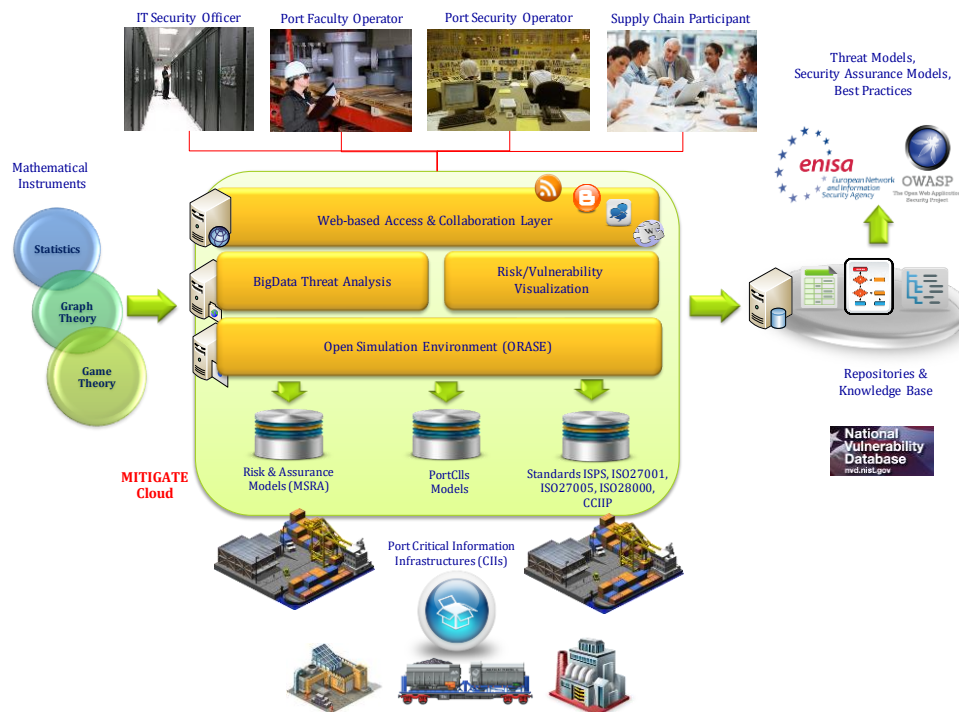 IT Security Officer
Port Faculty Operator
Port Security Operator
Supply Chain Participant
Threat Models,
Security Assurance Models,
Best Practices
enisa
European Network
and Information
Security Agency
OWASP
The Open Web Application
Security Project
Mathematical
Instruments
Statistics
Graph
Theory
Game
Theory
Web-based Access & Collaboration Layer
W
BigData Threat Analysis
Risk/Vulnerability
Visualization
Open Simulation Environment (ORASE)
Risk & Assurance
Models (MSRA)
PortCIIs
Models
Standards ISPS, ISO27001,
ISO27005, ISO28000,
CCIIP
MITIGATE
Cloud
Repositories &
Knowledge Base
National
Vulnerability
Database
nvd.nist.gov
Port Critical Information
Infrastructures (CIIs)